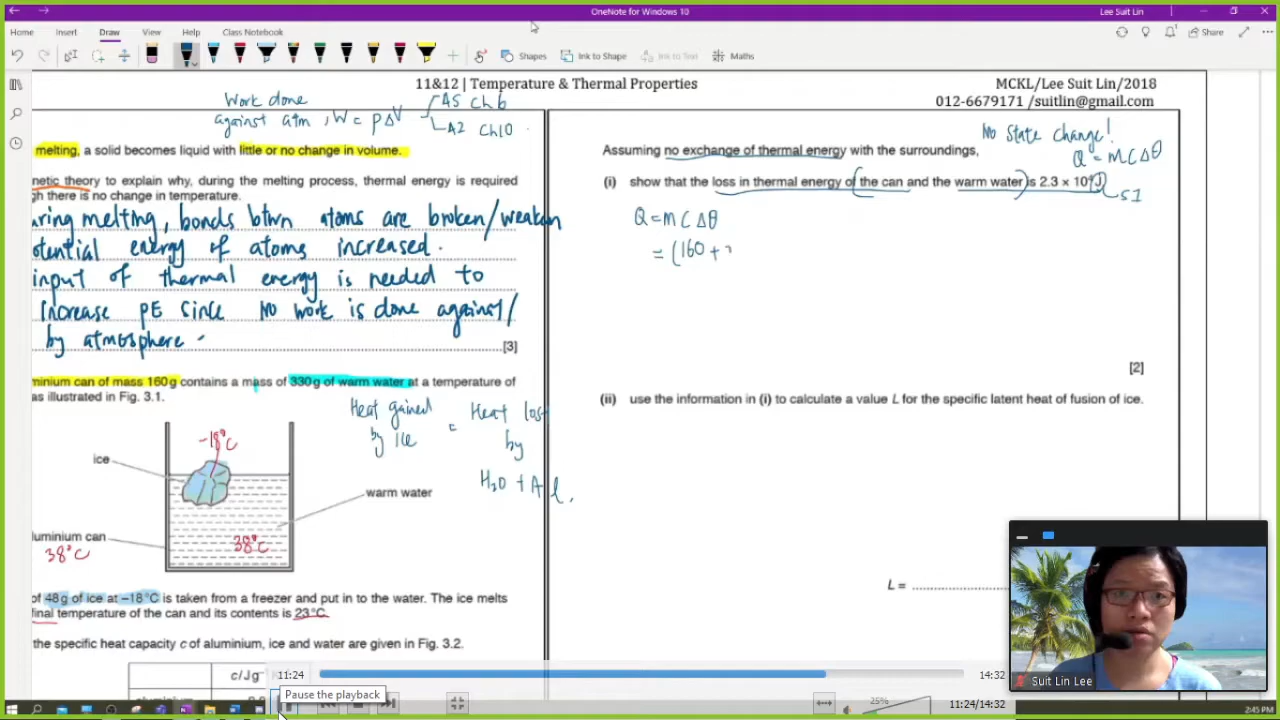 OneNote for Windows 10
Lee Suit Lin
Home Insert Draw View Help Class Notebook
Share
Shapes Ink to Shape Ink to Text Maths
11&12 | Temperature & Thermal Properties
MCKL/Lee Suit Lin/2018
012-6679171 /suitlin@gmail.com
Work done
against atm , W = pΔV
AS Ch6
A2 Ch10
melting, a solid becomes liquid with little or no change in volume.
netic theory to explain why, during the melting process, thermal energy is required
gh there is no change in temperature.
uring melting, bonds btwn atoms are broken/weaken
otential energy of atoms increased.
input of thermal energy is needed to
increase PE since no work is done against/
by atmosphere
[3]
minium can of mass 160 g contains a mass of 330 g of warm water at a temperature of
as illustrated in Fig. 3.1.
-18°C
ice
warm water
luminium can
38°C
38°C
Heat gained
by ice
=
Heat lost
by
H₂O + Al.
of 48 g of ice at −18 °C is taken from a freezer and put in to the water. The ice melts
final temperature of the can and its contents is 23 °C.
the specific heat capacity c of aluminium, ice and water are given in Fig. 3.2.
c/Jg⁻
No state change!
Q = mcΔθ
Assuming no exchange of thermal energy with the surroundings,
(i) show that the loss in thermal energy of the can and the warm water is 2.3 × 10⁴ J
SI
Q = mcΔθ
= (160 +
[2]
(ii) use the information in (i) to calculate a value L for the specific latent heat of fusion of ice.
L =
Suit Lin Lee
11:24
14:32
Pause the playback
25%
11:24/14:32
2:45 PM